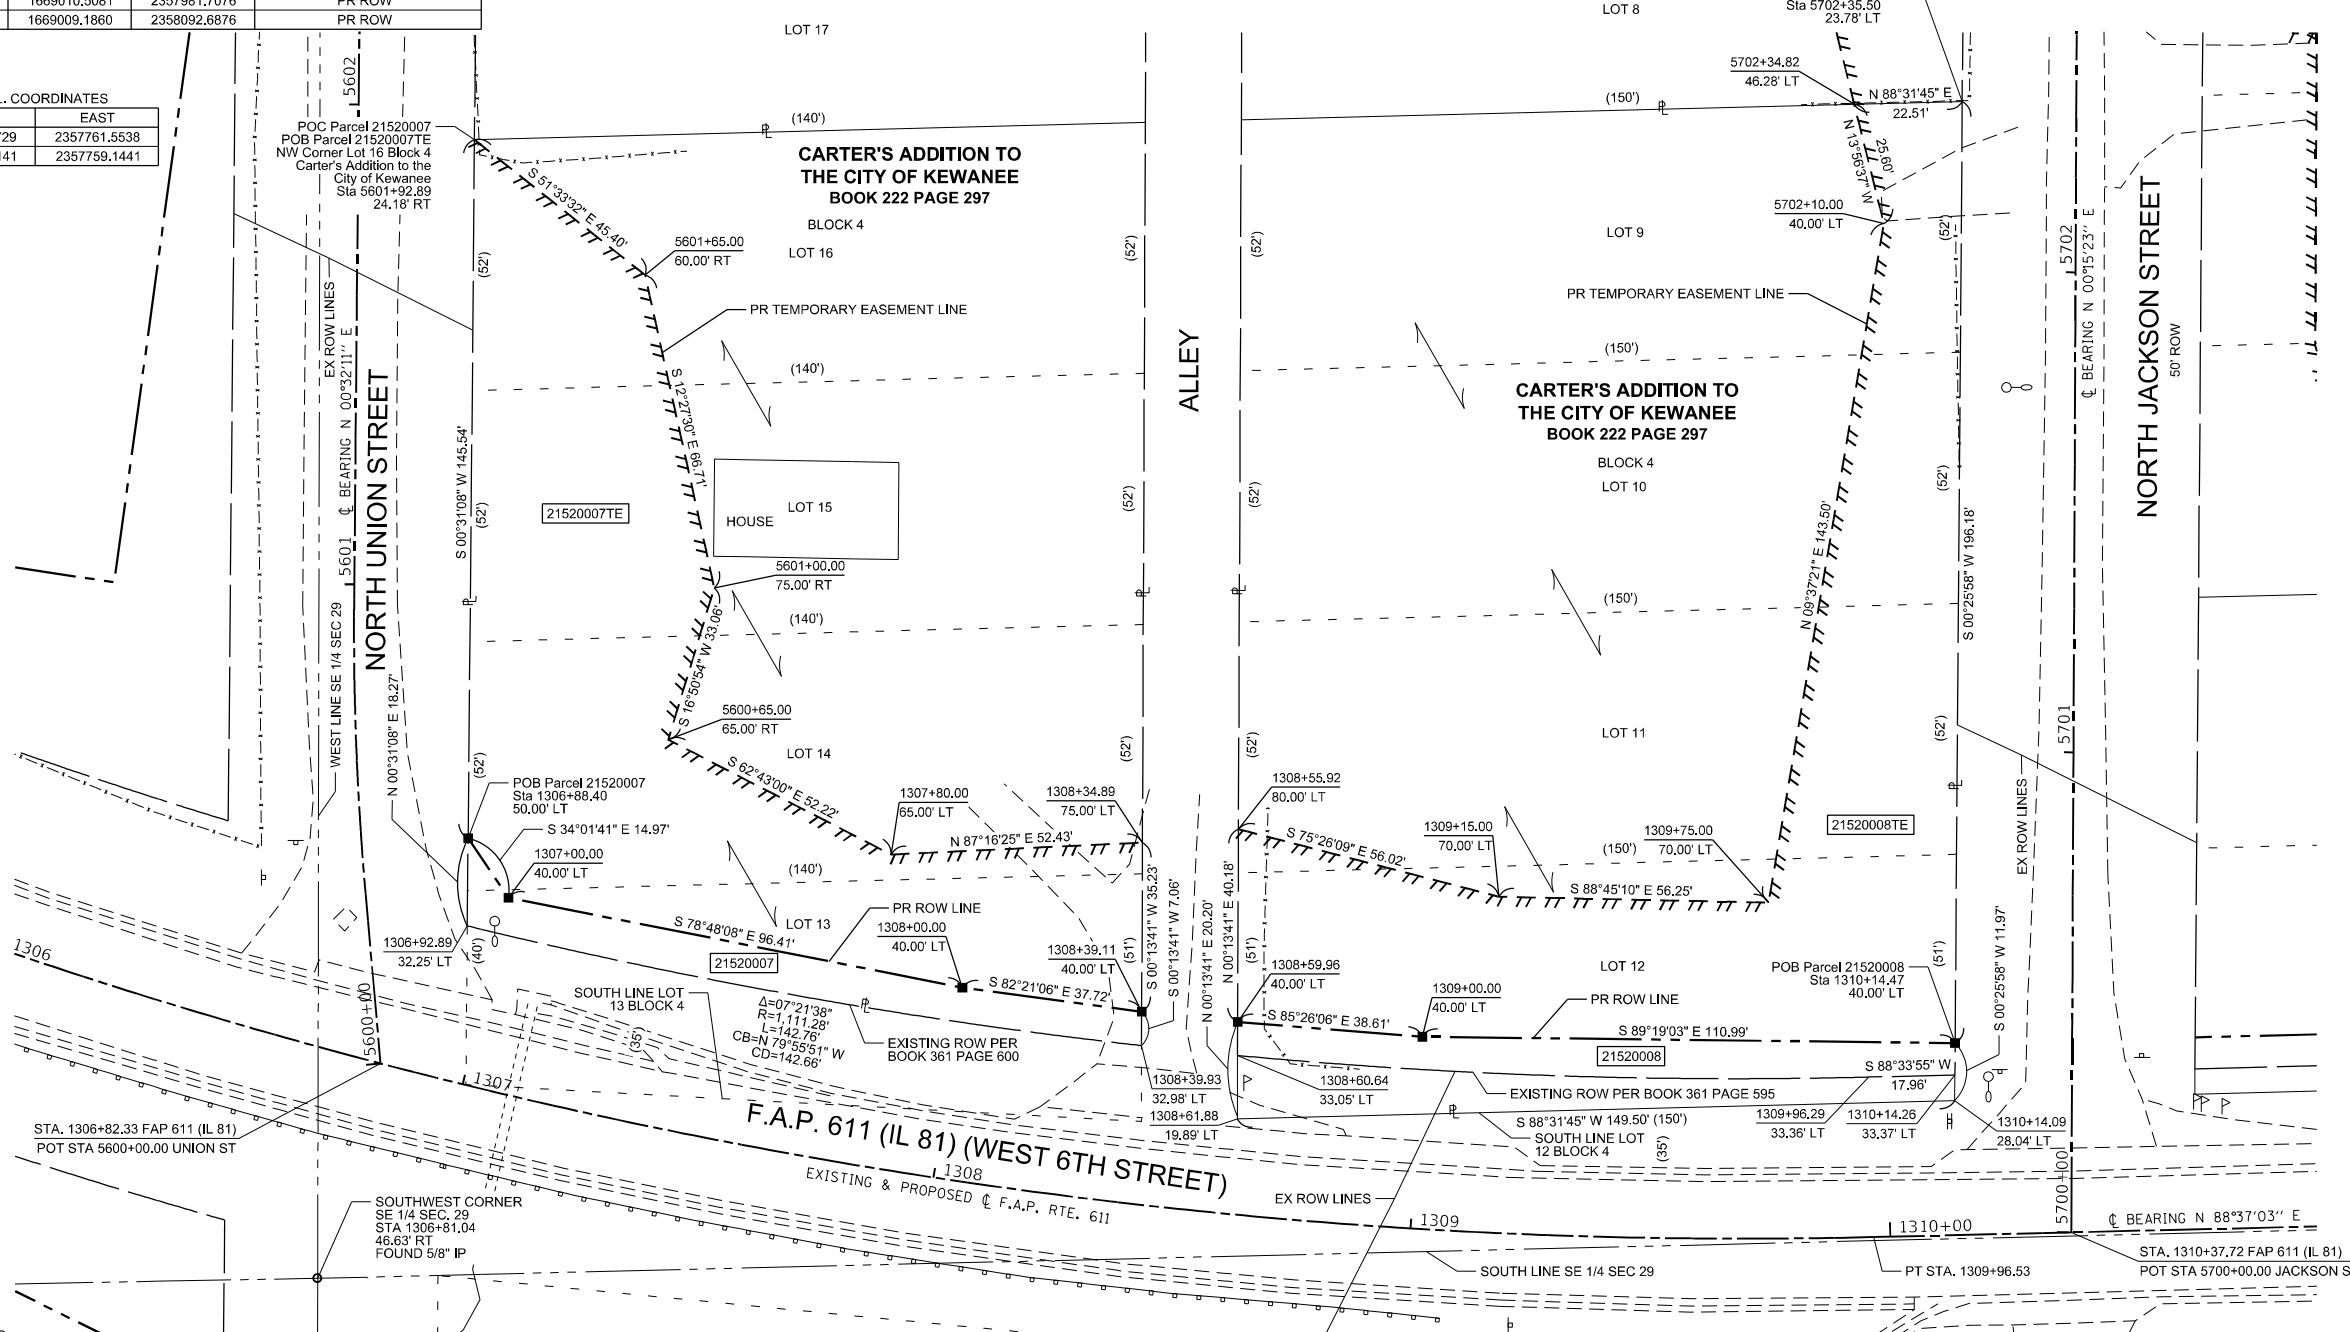 1669010.5081 2357981.7076 PR ROW
1669009.1860 2358092.6876 PR ROW
COORDINATES
EAST
2357761.5538
2357759.1441
POC Parcel 21520007
POB Parcel 21520007TE
NW Corner Lot 16 Block 4
Carter's Addition to the
City of Kewanee
Sta 5601+92.89
24.18' RT
5602
5601
℄ BEARING N 00°32'11" E
EX ROW LINES
NORTH UNION STREET
WEST LINE SE 1/4 SEC 29
N 00°31'08" E 18.27'
S 00°31'08" W 145.54'
(52')
(52')
(52')
LOT 17
(140')
CARTER'S ADDITION TO
THE CITY OF KEWANEE
BOOK 222 PAGE 297
BLOCK 4
LOT 16
S 51°33'32" E 45.40'
5601+65.00
60.00' RT
PR TEMPORARY EASEMENT LINE
(140')
S 12°27'30" E 66.71'
21520007TE
LOT 15
HOUSE
5601+00.00
75.00' RT
(140')
S 16°50'54" W 33.06'
5600+65.00
65.00' RT
LOT 14
S 62°43'00" E 52.22'
POB Parcel 21520007
Sta 1306+88.40
50.00' LT
S 34°01'41" E 14.97'
1307+00.00
40.00' LT
1307+80.00
65.00' LT
N 87°16'25" E 52.43'
1308+34.89
75.00' LT
(140')
LOT 13
PR ROW LINE
S 78°48'08" E 96.41'
1308+00.00
40.00' LT
21520007
1308+39.11
40.00' LT
S 82°21'06" E 37.72'
1306+92.89
32.25' LT
(40')
SOUTH LINE LOT
13 BLOCK 4
(35')
Δ=07°21'38"
R=1,111.28'
L=142.76'
CB=N 79°55'51" W
CD=142.66'
EXISTING ROW PER
BOOK 361 PAGE 600
(52')
(52')
(52')
(51')
S 00°13'41" W 35.23'
S 00°13'41" W 7.06'
N 00°13'41" E 20.20'
N 00°13'41" E 40.18'
ALLEY
(52')
(52')
(52')
(51')
1308+39.93
32.98' LT
1308+61.88
19.89' LT
LOT 8
(150')
Sta 5702+35.50
23.78' LT
5702+34.82
46.28' LT
N 88°31'45" E
22.51'
N 13°56'37" W
25.60'
5702+10.00
40.00' LT
LOT 9
PR TEMPORARY EASEMENT LINE
(150')
CARTER'S ADDITION TO
THE CITY OF KEWANEE
BOOK 222 PAGE 297
BLOCK 4
LOT 10
N 09°37'21" E 143.50'
(150')
LOT 11
1308+55.92
80.00' LT
S 75°26'09" E 56.02'
1309+15.00
70.00' LT
(150')
1309+75.00
70.00' LT
S 88°45'10" E 56.25'
21520008TE
LOT 12
1308+59.96
40.00' LT
S 85°26'06" E 38.61'
1309+00.00
40.00' LT
PR ROW LINE
S 89°19'03" E 110.99'
POB Parcel 21520008
Sta 1310+14.47
40.00' LT
21520008
1308+60.64
33.05' LT
EXISTING ROW PER BOOK 361 PAGE 595
S 88°33'55" W
17.96'
S 88°31'45" W 149.50' (150')
SOUTH LINE LOT
12 BLOCK 4
(35')
1309+96.29
33.36' LT
1310+14.26
33.37' LT
1310+14.09
28.04' LT
(52')
(52')
(52')
(51')
S 00°25'58" W 196.18'
S 00°25'58" W 11.97'
EX ROW LINES
5702
5701
℄ BEARING N 00°15'23" E
NORTH JACKSON STREET
50' ROW
1306
5600+00
1307
STA. 1306+82.33 FAP 611 (IL 81)
POT STA 5600+00.00 UNION ST
F.A.P. 611 (IL 81) (WEST 6TH STREET)
1308
EXISTING & PROPOSED ℄ F.A.P. RTE. 611
EX ROW LINES
1309
1310+00
5700+00
℄ BEARING N 88°37'03" E
SOUTHWEST CORNER
SE 1/4 SEC. 29
STA 1306+81.04
46.63' RT
FOUND 5/8" IP
SOUTH LINE SE 1/4 SEC 29
PT STA. 1309+96.53
STA. 1310+37.72 FAP 611 (IL 81)
POT STA 5700+00.00 JACKSON S